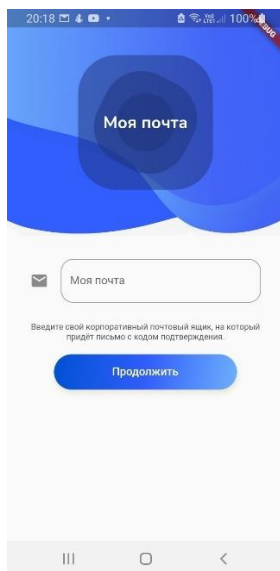 20:18
100%
DEBUG
Моя почта
Моя почта
Введите свой корпоративный почтовый ящик, на который
придёт письмо с кодом подтверждения.
Продолжить